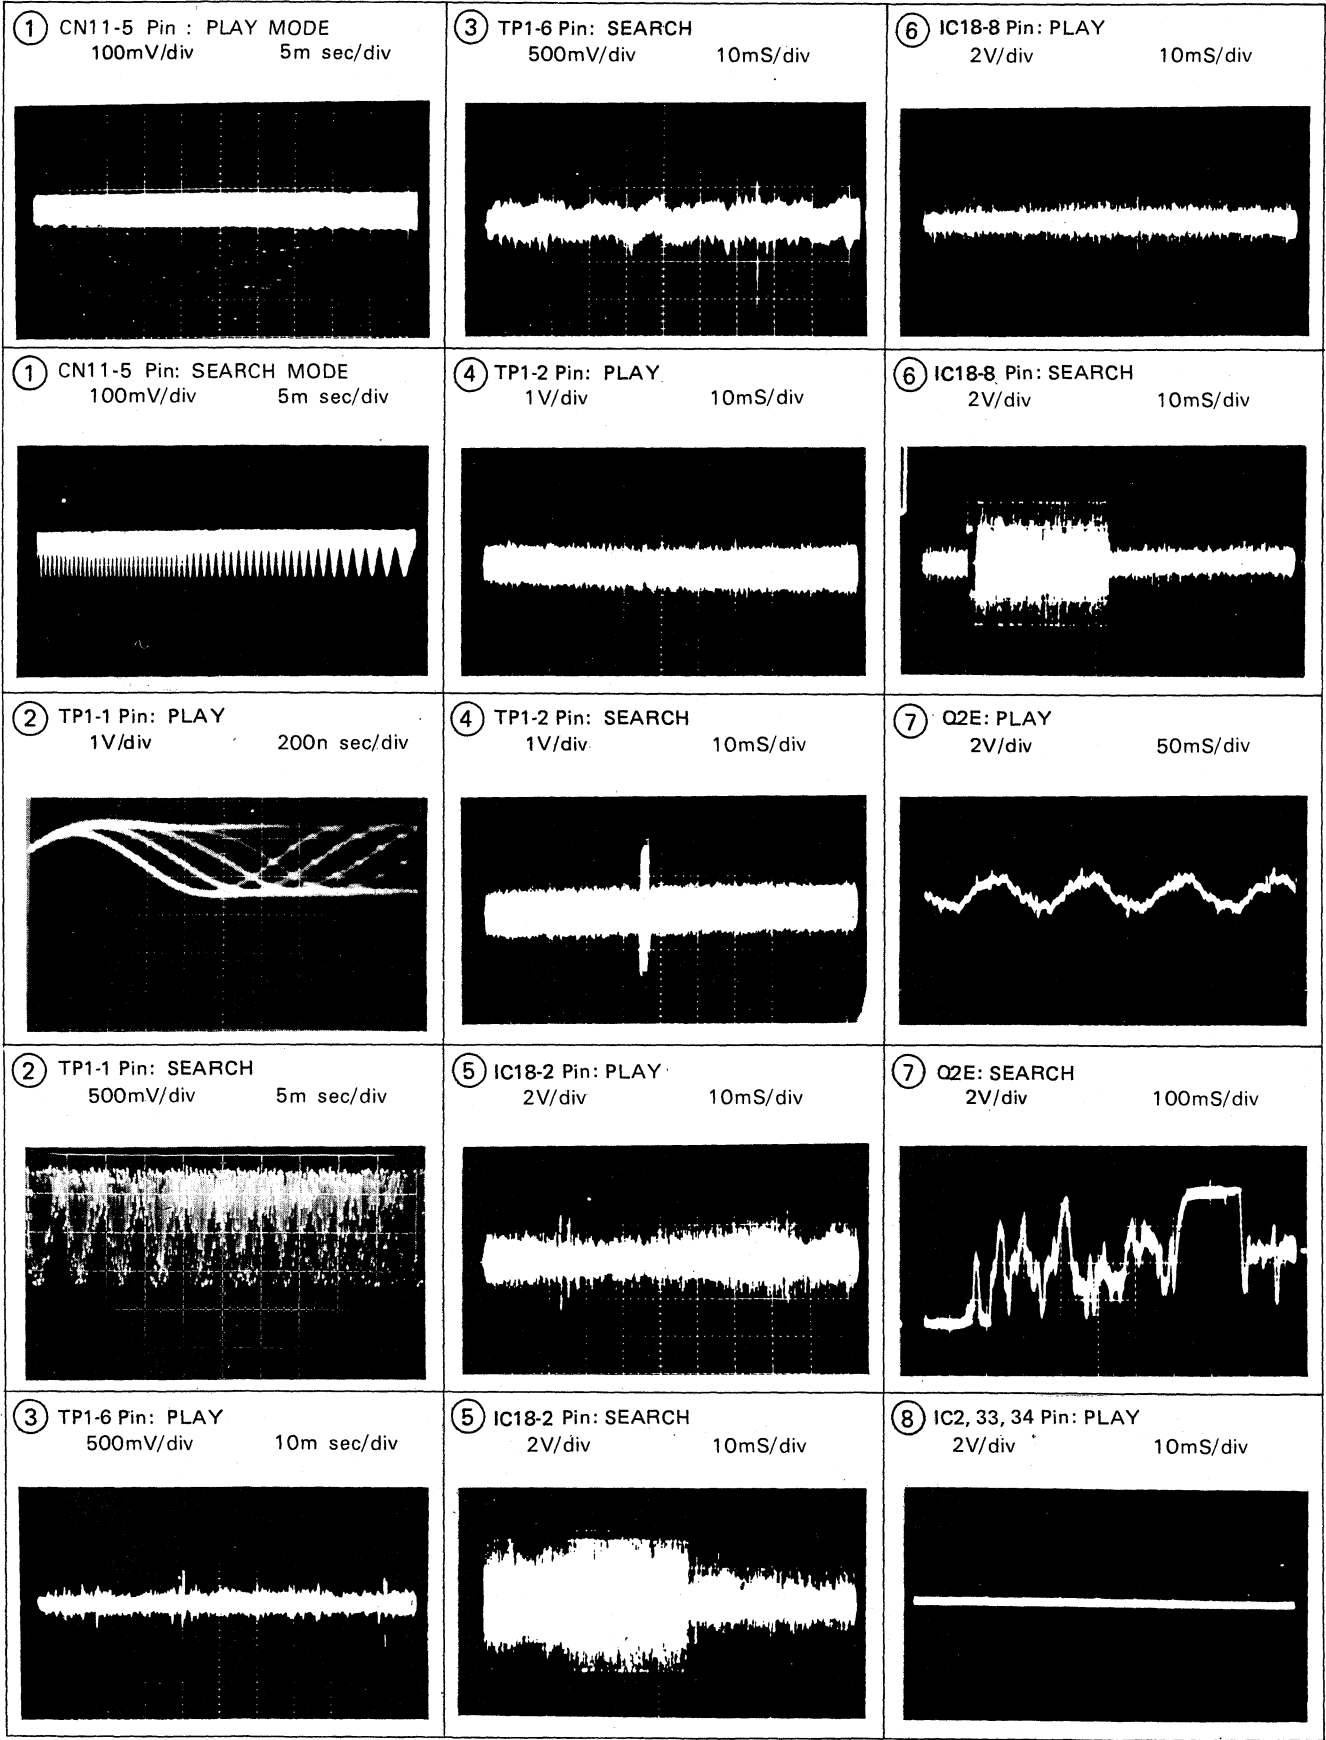 ① CN11-5 Pin : PLAY MODE
100mV/div 5m sec/div
① CN11-5 Pin: SEARCH MODE
100mV/div 5m sec/div
② TP1-1 Pin: PLAY
1V/div 200n sec/div
② TP1-1 Pin: SEARCH
500mV/div 5m sec/div
③ TP1-6 Pin: PLAY
500mV/div 10m sec/div
③ TP1-6 Pin: SEARCH
500mV/div 10mS/div
④ TP1-2 Pin: PLAY
1V/div 10mS/div
④ TP1-2 Pin: SEARCH
1V/div 10mS/div
⑤ IC18-2 Pin: PLAY
2V/div 10mS/div
⑤ IC18-2 Pin: SEARCH
2V/div 10mS/div
⑥ IC18-8 Pin: PLAY
2V/div 10mS/div
⑥ IC18-8 Pin: SEARCH
2V/div 10mS/div
⑦ Q2E: PLAY
2V/div 50mS/div
⑦ Q2E: SEARCH
2V/div 100mS/div
⑧ IC2, 33, 34 Pin: PLAY
2V/div 10mS/div